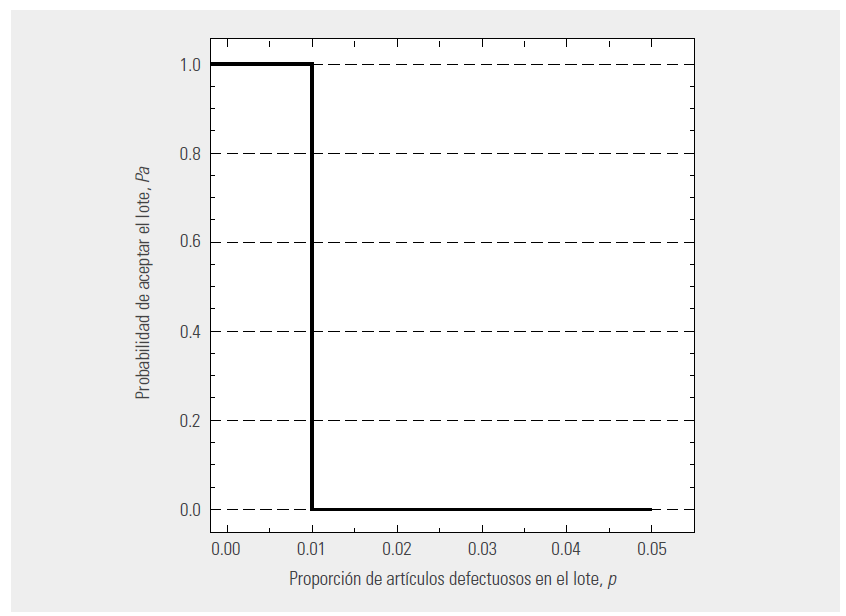 Probabilidad de aceptar el lote, Pa
1.0
0.8
0.6
0.4
0.2
0.0
0.00 0.01 0.02 0.03 0.04 0.05
Proporción de artículos defectuosos en el lote, p